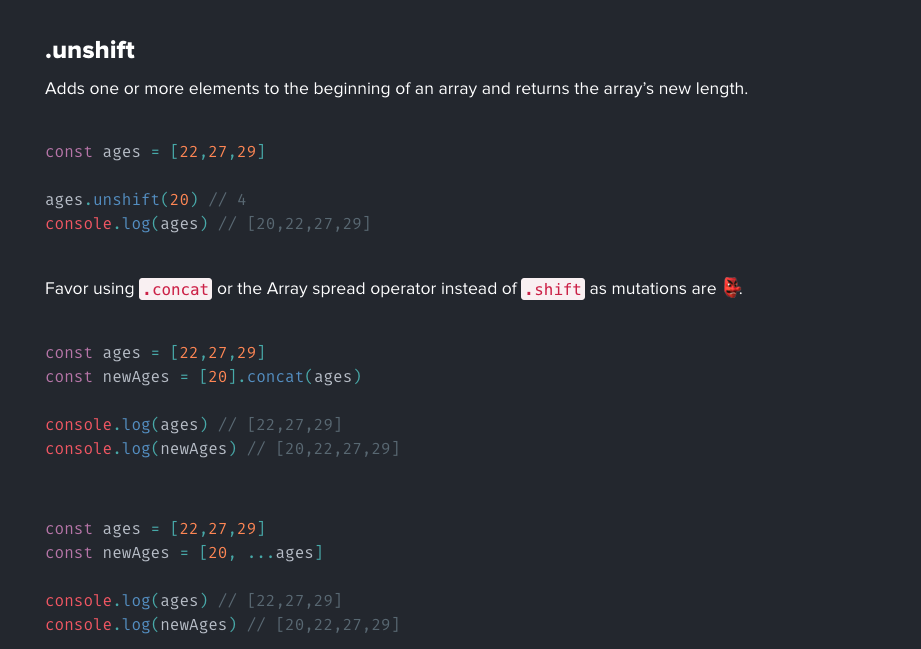 .unshift
Adds one or more elements to the beginning of an array and returns the array’s new length.
const ages = [22,27,29]
ages.unshift(20) // 4
console.log(ages) // [20,22,27,29]
Favor using .concat or the Array spread operator instead of .shift as mutations are 👺.
const ages = [22,27,29]
const newAges = [20].concat(ages)
console.log(ages) // [22,27,29]
console.log(newAges) // [20,22,27,29]
const ages = [22,27,29]
const newAges = [20, ...ages]
console.log(ages) // [22,27,29]
console.log(newAges) // [20,22,27,29]